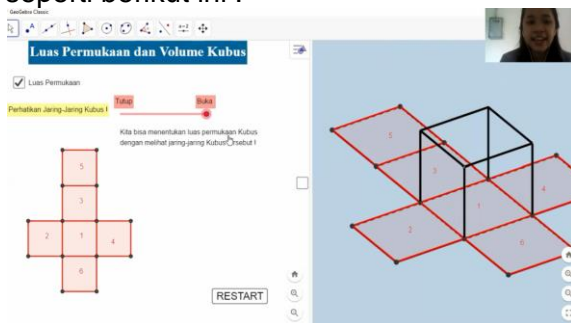 seperti berikut ini :
GeoGebra Classic
Luas Permukaan dan Volume Kubus
Luas Permukaan
Perhatikan Jaring-Jaring Kubus !
Tutup
Buka
Kita bisa menentukan luas permukaan Kubus
dengan melihat jaring-jaring Kubus tersebut !
5
3
2 1 4
6
RESTART
5
3
4
1
2
6